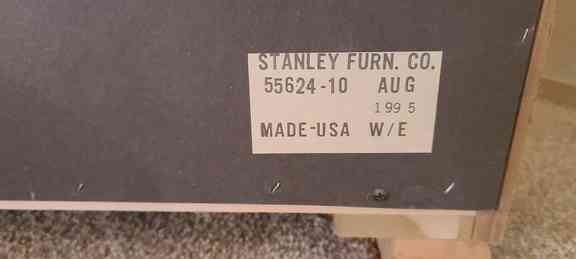 STANLEY FURN. CO.
55624-10 AUG
1995
MADE-USA W/E